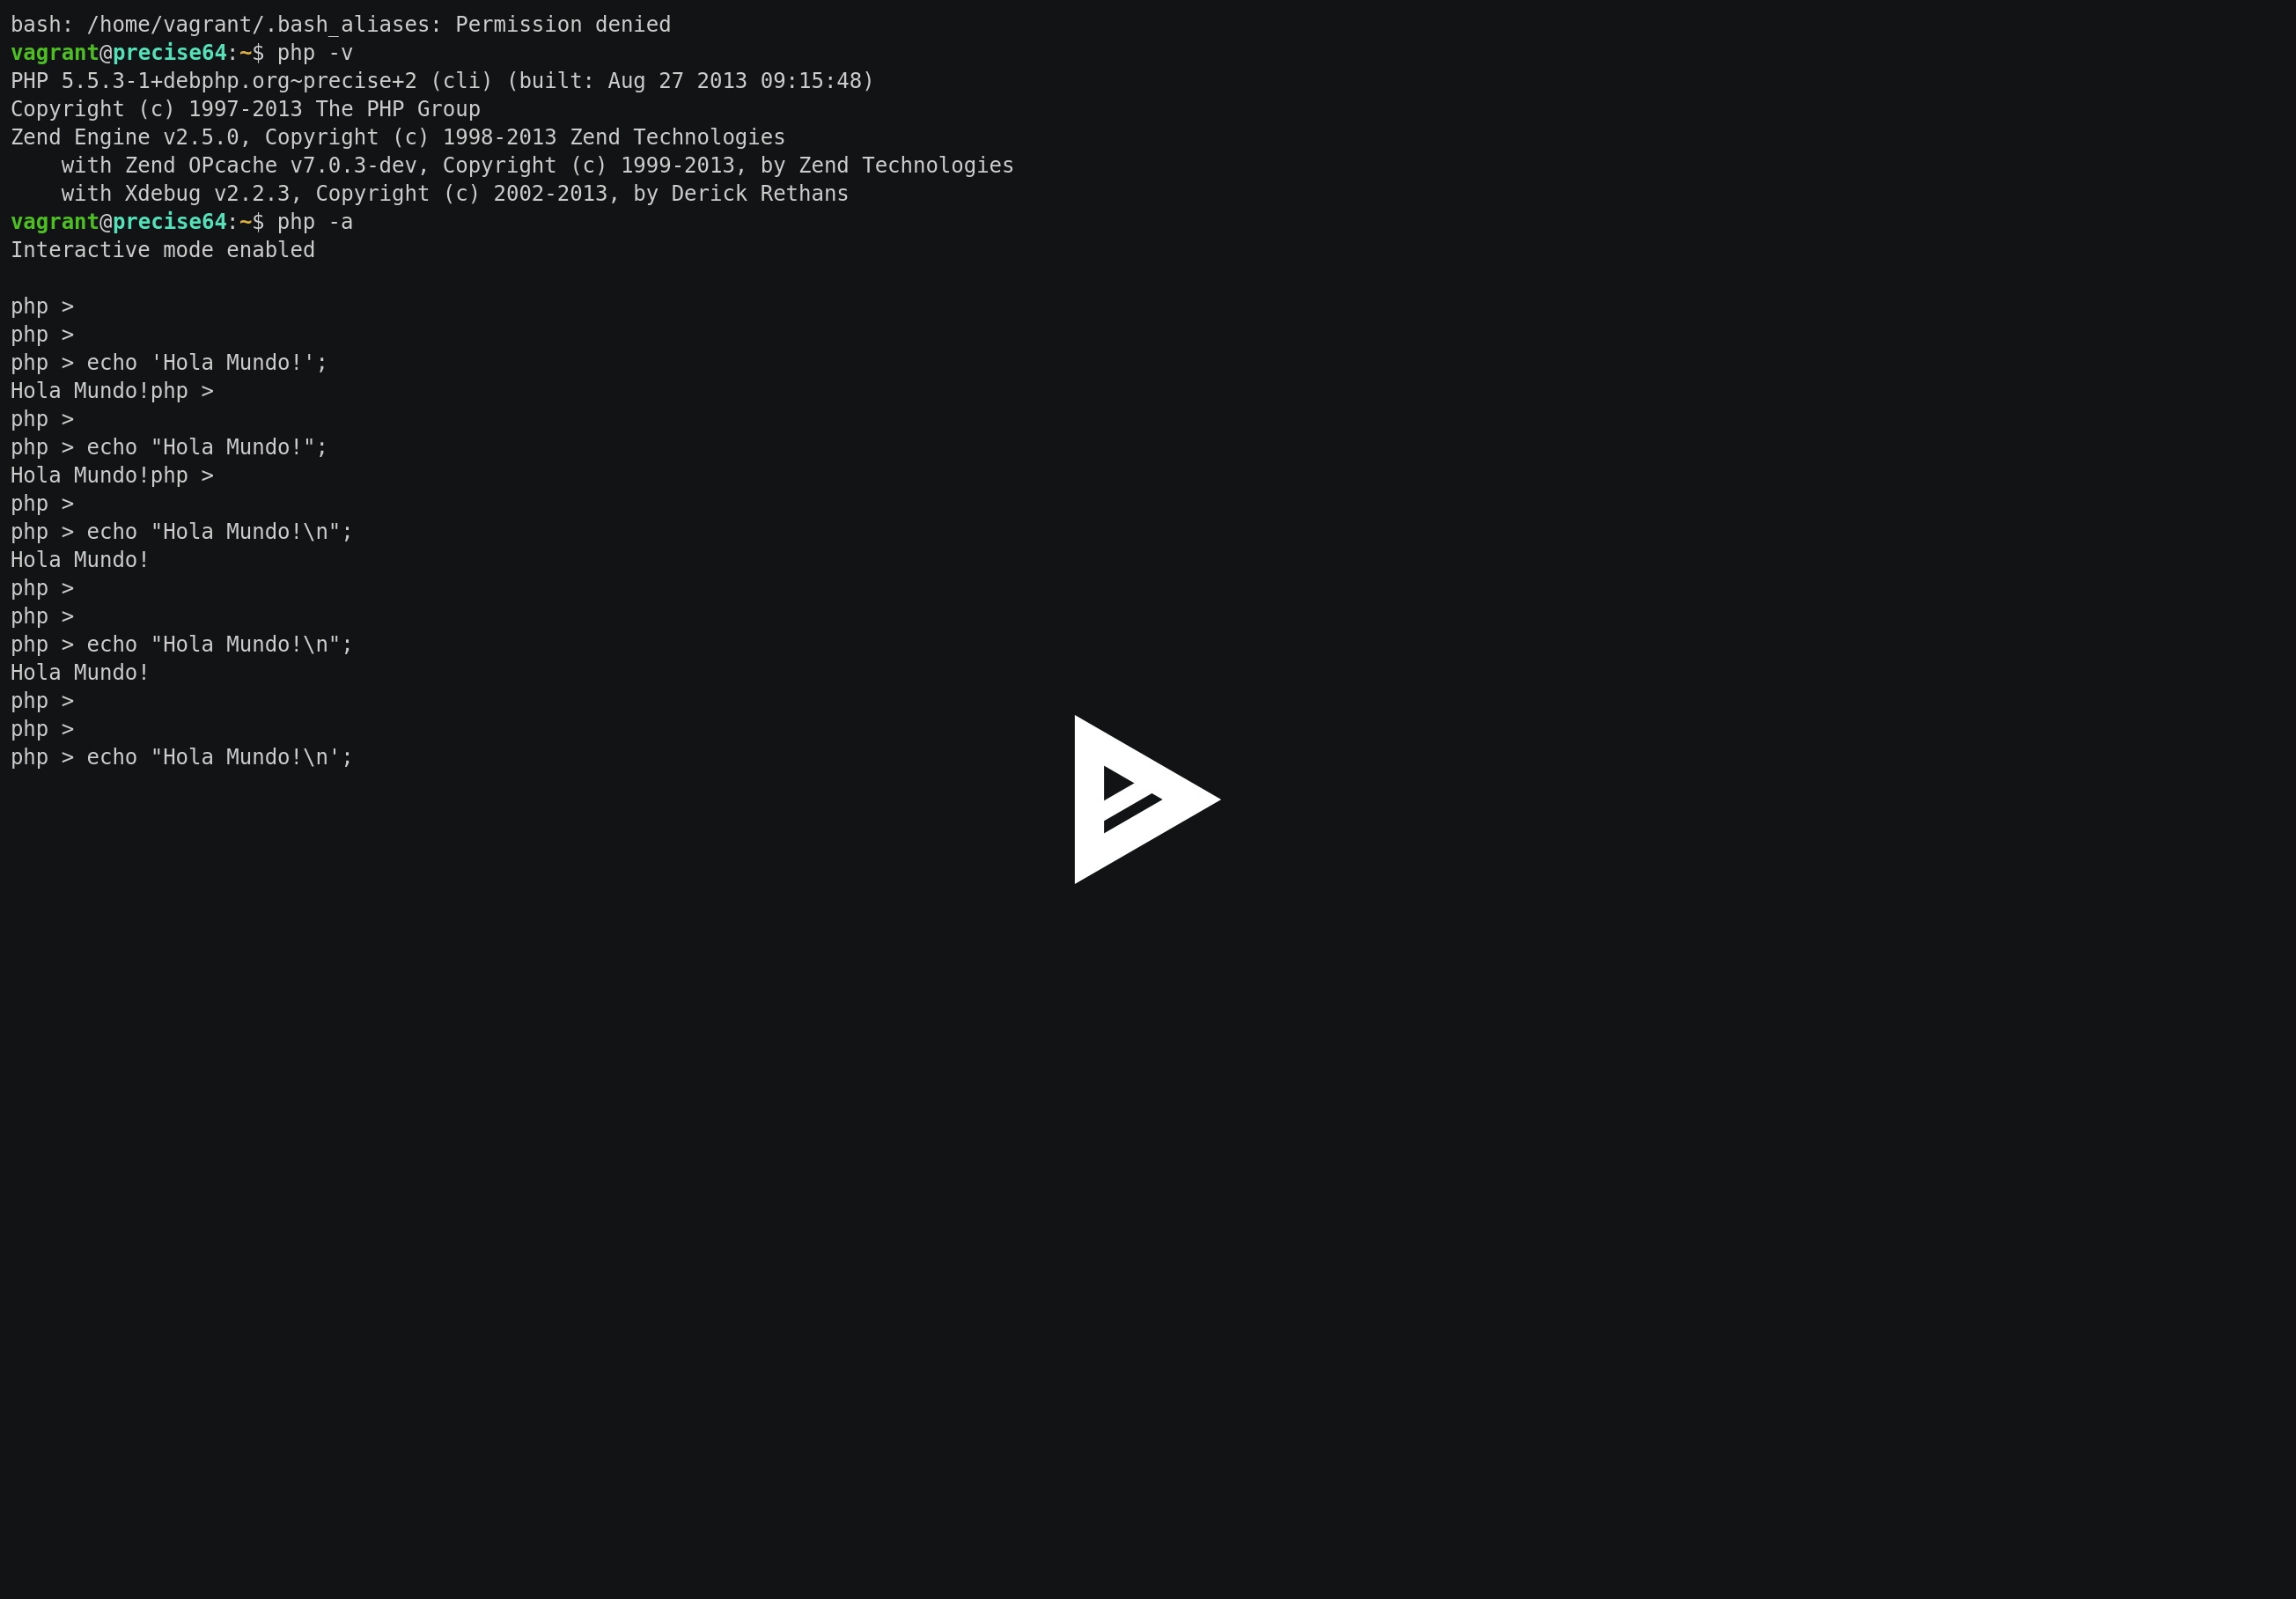 bash: /home/vagrant/.bash_aliases: Permission denied
vagrant@precise64:~$ php -v
PHP 5.5.3-1+debphp.org~precise+2 (cli) (built: Aug 27 2013 09:15:48)
Copyright (c) 1997-2013 The PHP Group
Zend Engine v2.5.0, Copyright (c) 1998-2013 Zend Technologies
    with Zend OPcache v7.0.3-dev, Copyright (c) 1999-2013, by Zend Technologies
    with Xdebug v2.2.3, Copyright (c) 2002-2013, by Derick Rethans
vagrant@precise64:~$ php -a
Interactive mode enabled

php >
php >
php > echo 'Hola Mundo!';
Hola Mundo!php >
php >
php > echo "Hola Mundo!";
Hola Mundo!php >
php >
php > echo "Hola Mundo!\n";
Hola Mundo!
php >
php >
php > echo "Hola Mundo!\n";
Hola Mundo!
php >
php >
php > echo "Hola Mundo!\n';